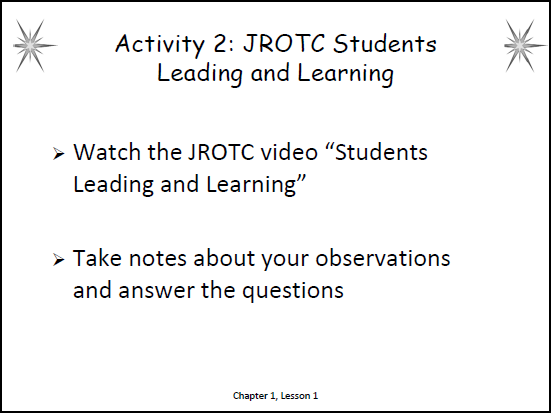 Activity 2: JROTC Students
Leading and Learning
➢ Watch the JROTC video “Students
Leading and Learning”
➢ Take notes about your observations
and answer the questions
Chapter 1, Lesson 1